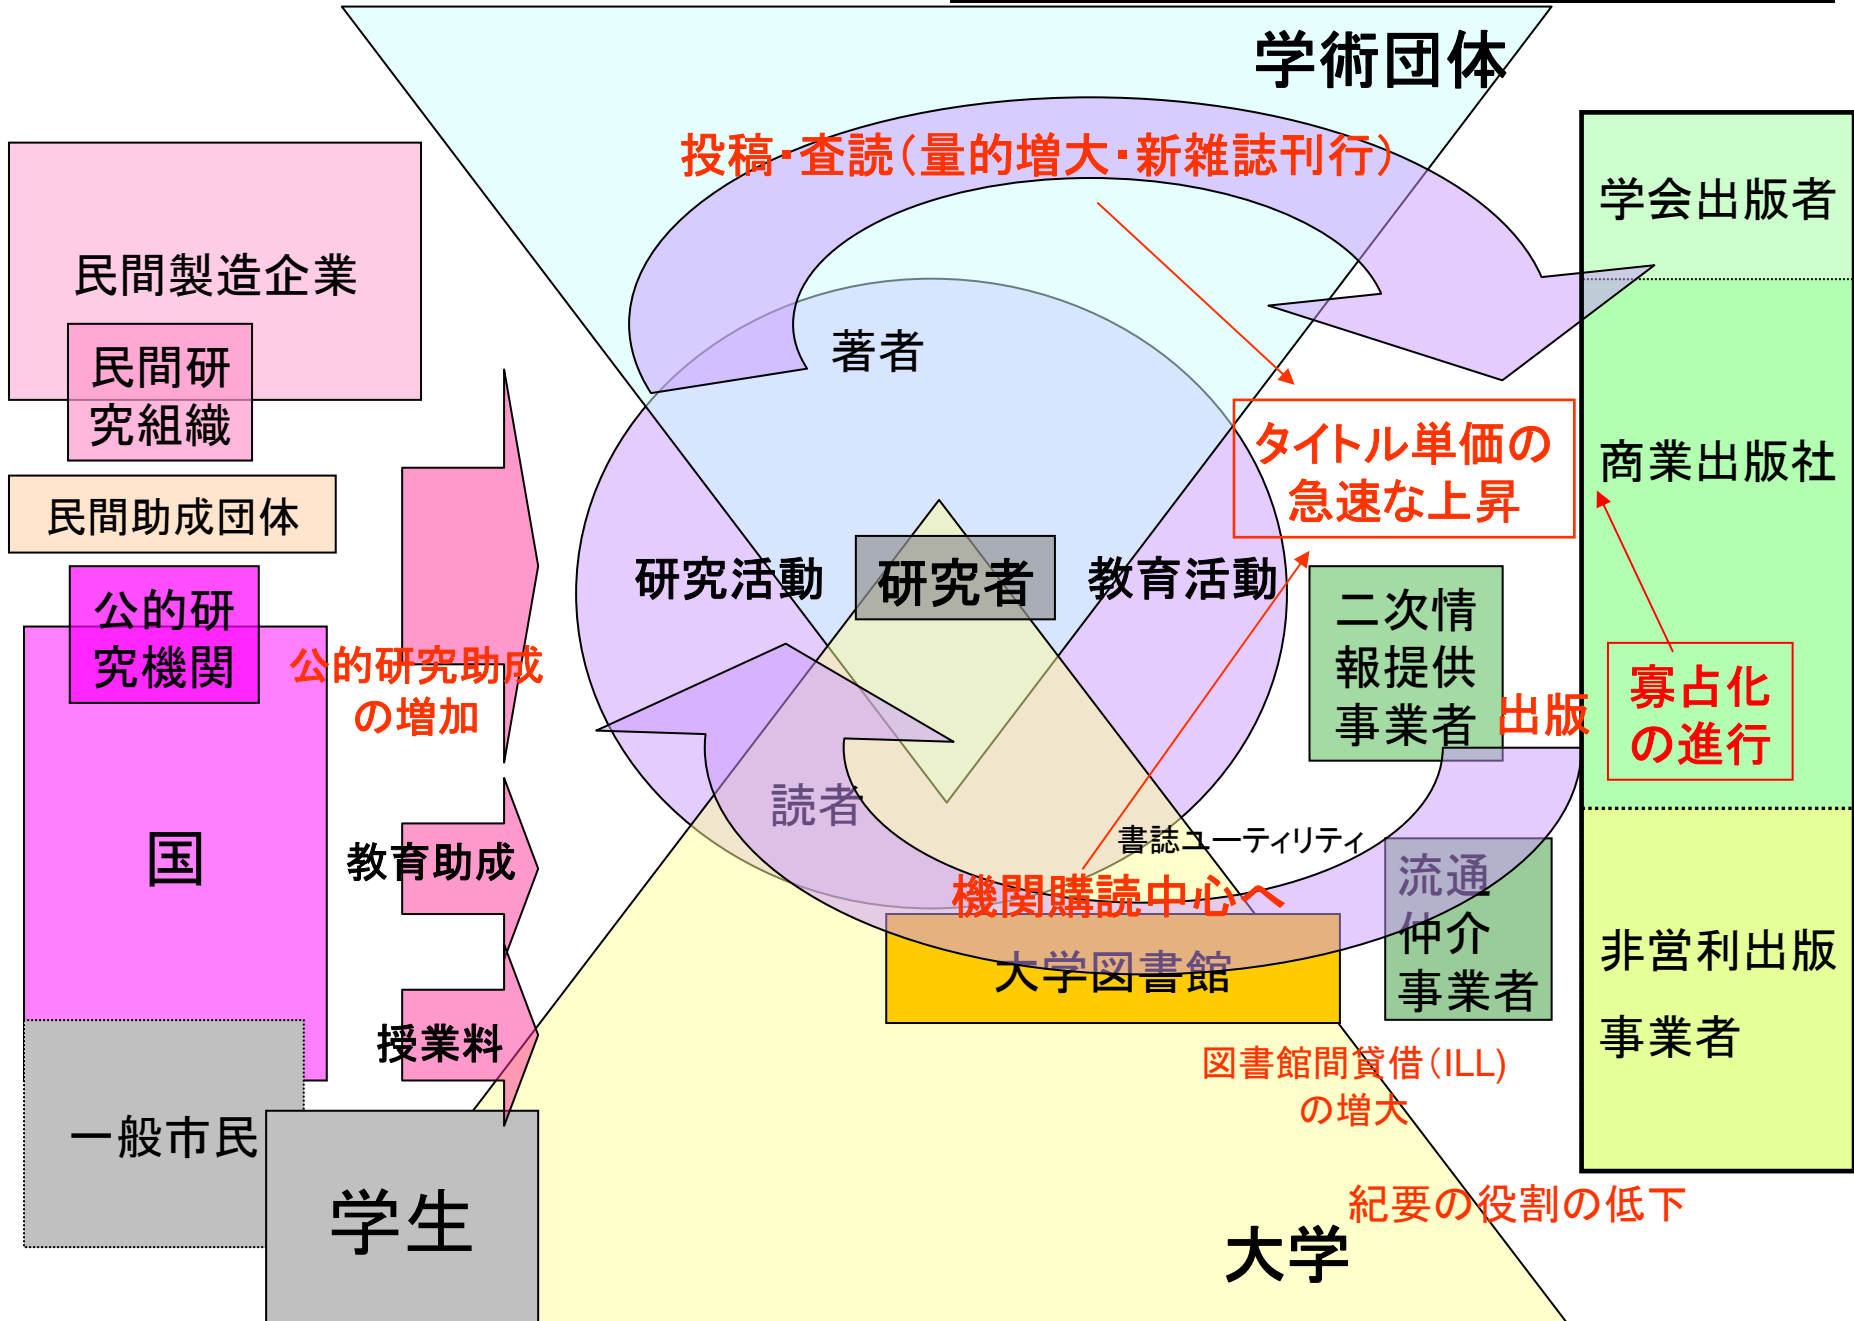 学術団体
投稿・査読（量的増大・新雑誌刊行）
学会出版者
民間製造企業
著者
民間研
究組織
タイトル単価の
急速な上昇
商業出版社
民間助成団体
研究活動
研究者
教育活動
公的研
究機関
二次情
報提供
事業者
公的研究助成
の増加
出版
寡占化
の進行
国
読者
教育助成
書誌ユーティリティ
機関購読中心へ
流通
仲介
事業者
大学図書館
非営利出版
事業者
授業料
図書館間貸借（ILL)
の増大
一般市民
学生
紀要の役割の低下
大学